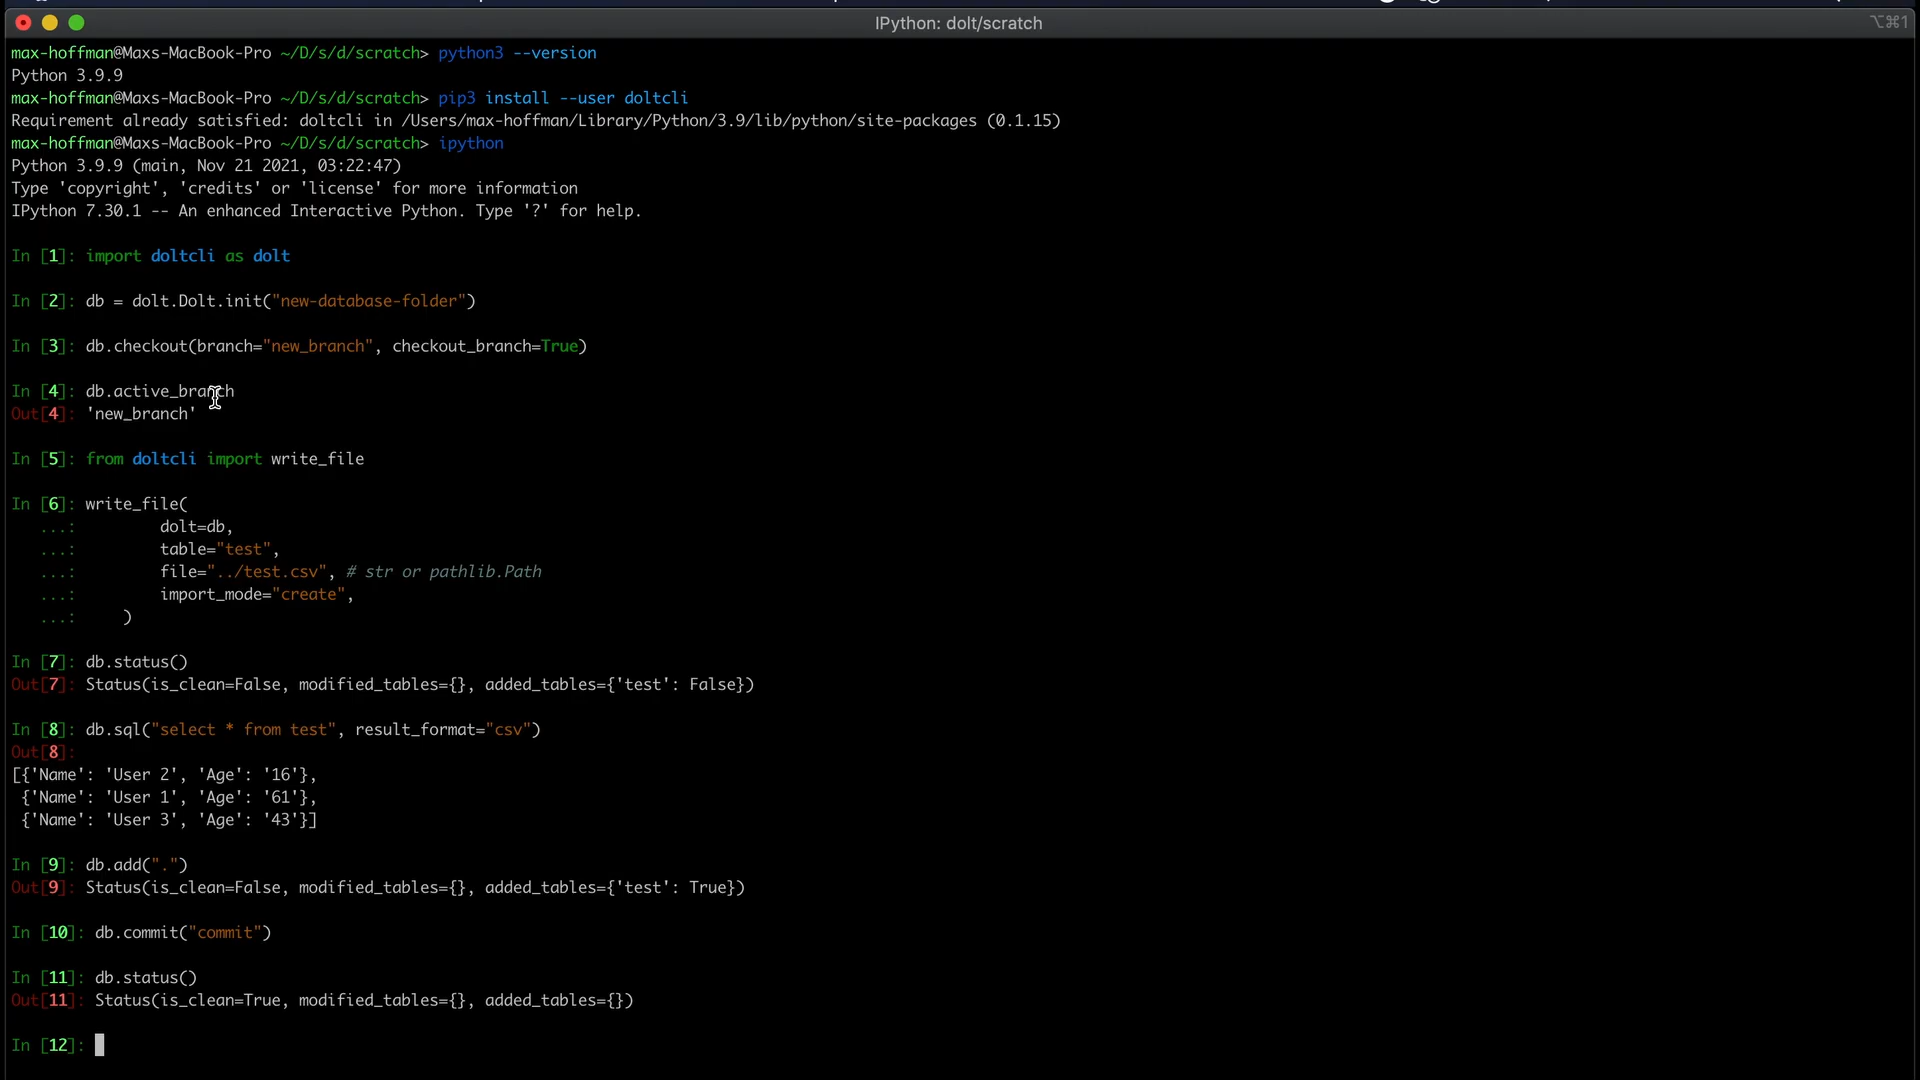 IPython: dolt/scratch
⌥⌘1
max-hoffman@Maxs-MacBook-Pro ~/D/s/d/scratch> python3 --version
Python 3.9.9
max-hoffman@Maxs-MacBook-Pro ~/D/s/d/scratch> pip3 install --user doltcli
Requirement already satisfied: doltcli in /Users/max-hoffman/Library/Python/3.9/lib/python/site-packages (0.1.15)
max-hoffman@Maxs-MacBook-Pro ~/D/s/d/scratch> ipython
Python 3.9.9 (main, Nov 21 2021, 03:22:47)
Type 'copyright', 'credits' or 'license' for more information
IPython 7.30.1 -- An enhanced Interactive Python. Type '?' for help.
In [1]: import doltcli as dolt
In [2]: db = dolt.Dolt.init("new-database-folder")
In [3]: db.checkout(branch="new_branch", checkout_branch=True)
In [4]: db.active_branch
Out[4]: 'new_branch'
In [5]: from doltcli import write_file
In [6]: write_file(
   ...:         dolt=db,
   ...:         table="test",
   ...:         file="../test.csv", # str or pathlib.Path
   ...:         import_mode="create",
   ...:     )
In [7]: db.status()
Out[7]: Status(is_clean=False, modified_tables={}, added_tables={'test': False})
In [8]: db.sql("select * from test", result_format="csv")
Out[8]:
[{'Name': 'User 2', 'Age': '16'},
 {'Name': 'User 1', 'Age': '61'},
 {'Name': 'User 3', 'Age': '43'}]
In [9]: db.add(".")
Out[9]: Status(is_clean=False, modified_tables={}, added_tables={'test': True})
In [10]: db.commit("commit")
In [11]: db.status()
Out[11]: Status(is_clean=True, modified_tables={}, added_tables={})
In [12]: